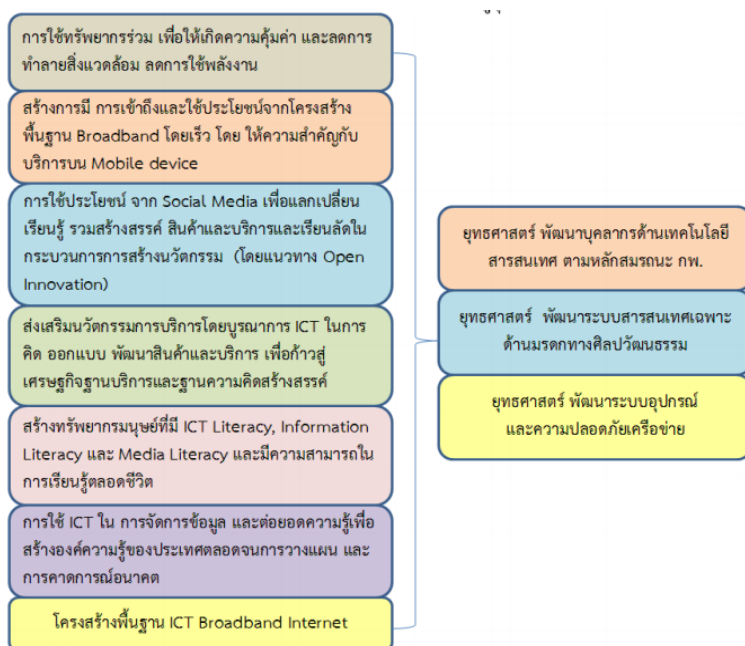 การใช้ทรัพยากรร่วม เพื่อให้เกิดความคุ้มค่า และลดการ
ทำลายสิ่งแวดล้อม ลดการใช้พลังงาน
สร้างการมี การเข้าถึงและใช้ประโยชน์จากโครงสร้าง
พื้นฐาน Broadband โดยเร็ว โดย ให้ความสำคัญกับ
บริการบน Mobile device
การใช้ประโยชน์ จาก Social Media เพื่อแลกเปลี่ยน
เรียนรู้ รวมสร้างสรรค์ สินค้าและบริการและเรียนลัดใน
กระบวนการการสร้างนวัตกรรม (โดยแนวทาง Open
Innovation)
ส่งเสริมนวัตกรรมการบริการโดยบูรณาการ ICT ในการ
คิด ออกแบบ พัฒนาสินค้าและบริการ เพื่อก้าวสู่
เศรษฐกิจฐานบริการและฐานความคิดสร้างสรรค์
สร้างทรัพยากรมนุษย์ที่มี ICT Literacy, Information
Literacy และ Media Literacy และมีความสามารถใน
การเรียนรู้ตลอดชีวิต
การใช้ ICT ใน การจัดการข้อมูล และต่อยอดความรู้เพื่อ
สร้างองค์ความรู้ของประเทศตลอดจนการวางแผน และ
การคาดการณ์อนาคต
โครงสร้างพื้นฐาน ICT Broadband Internet
ยุทธศาสตร์ พัฒนาบุคลากรด้านเทคโนโลยี
สารสนเทศ ตามหลักสมรถนะ กพ.
ยุทธศาสตร์ พัฒนาระบบสารสนเทศเฉพาะ
ด้านมรดกทางศิลปวัฒนธรรม
ยุทธศาสตร์ พัฒนาระบบอุปกรณ์
และความปลอดภัยเครือข่าย